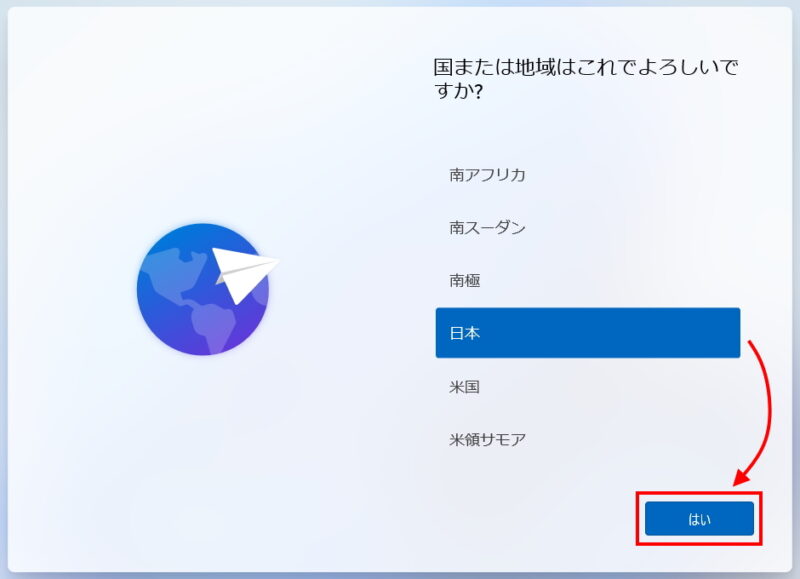 国または地域はこれでよろしいで
すか?
南アフリカ
南スーダン
南極
日本
米国
米領サモア
はい